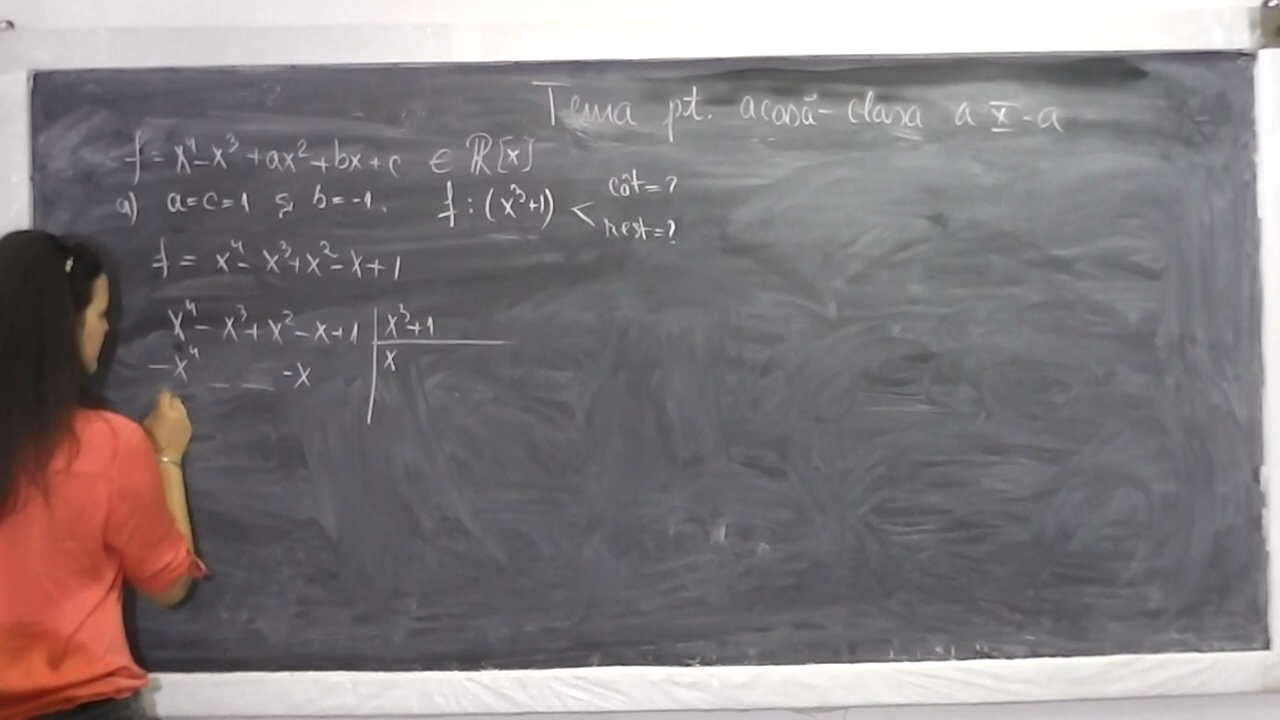 Tema pt. acasă - clasa a X-a
f = x⁴ - x³ + ax² + bx + c ∈ ℝ[x]
a) a = c = 1 și b = -1. f : (x³+1) < cât = ? rest = ?
f = x⁴ - x³ + x² - x + 1
x⁴ - x³ + x² - x + 1 | x³ + 1
-x⁴ _ _ -x | x